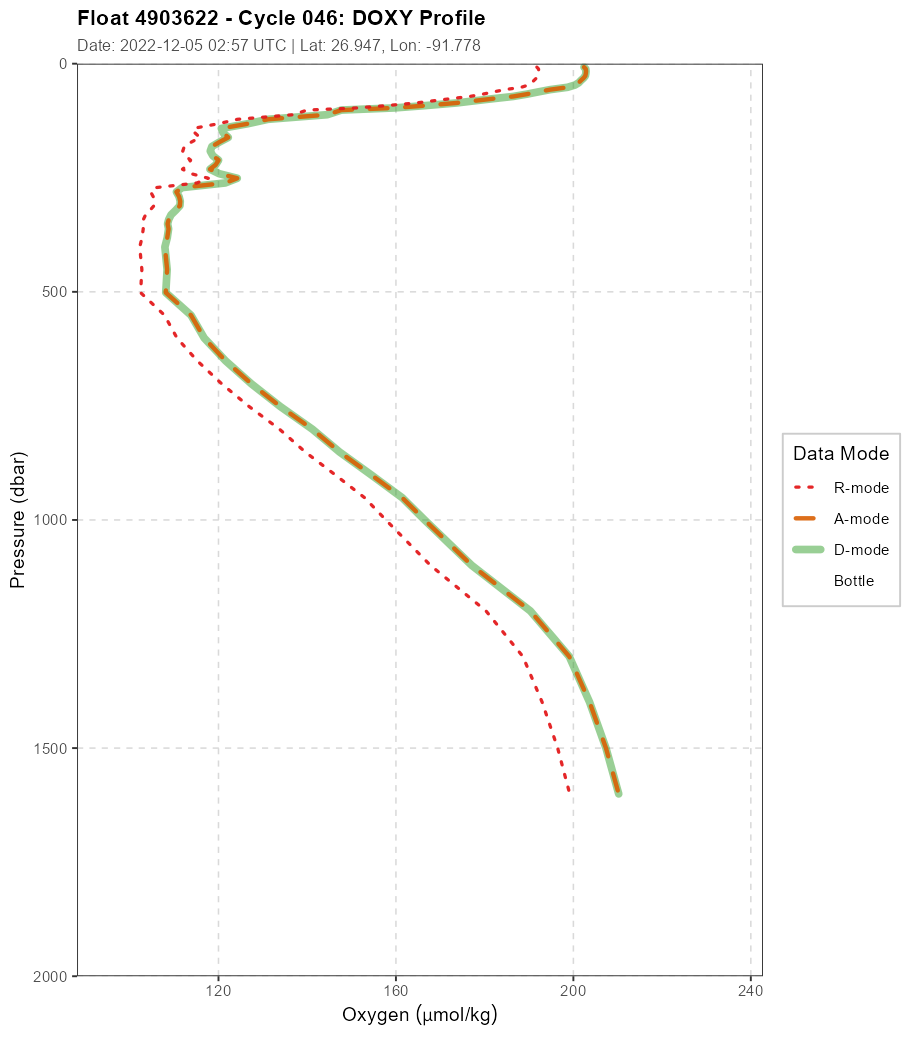 Float 4903622 - Cycle 046: DOXY Profile
Date: 2022-12-05 02:57 UTC | Lat: 26.947, Lon: -91.778
0
500
1000
1500
2000
Pressure (dbar)
120
160
200
240
Oxygen (µmol/kg)
Data Mode
R-mode
A-mode
D-mode
Bottle